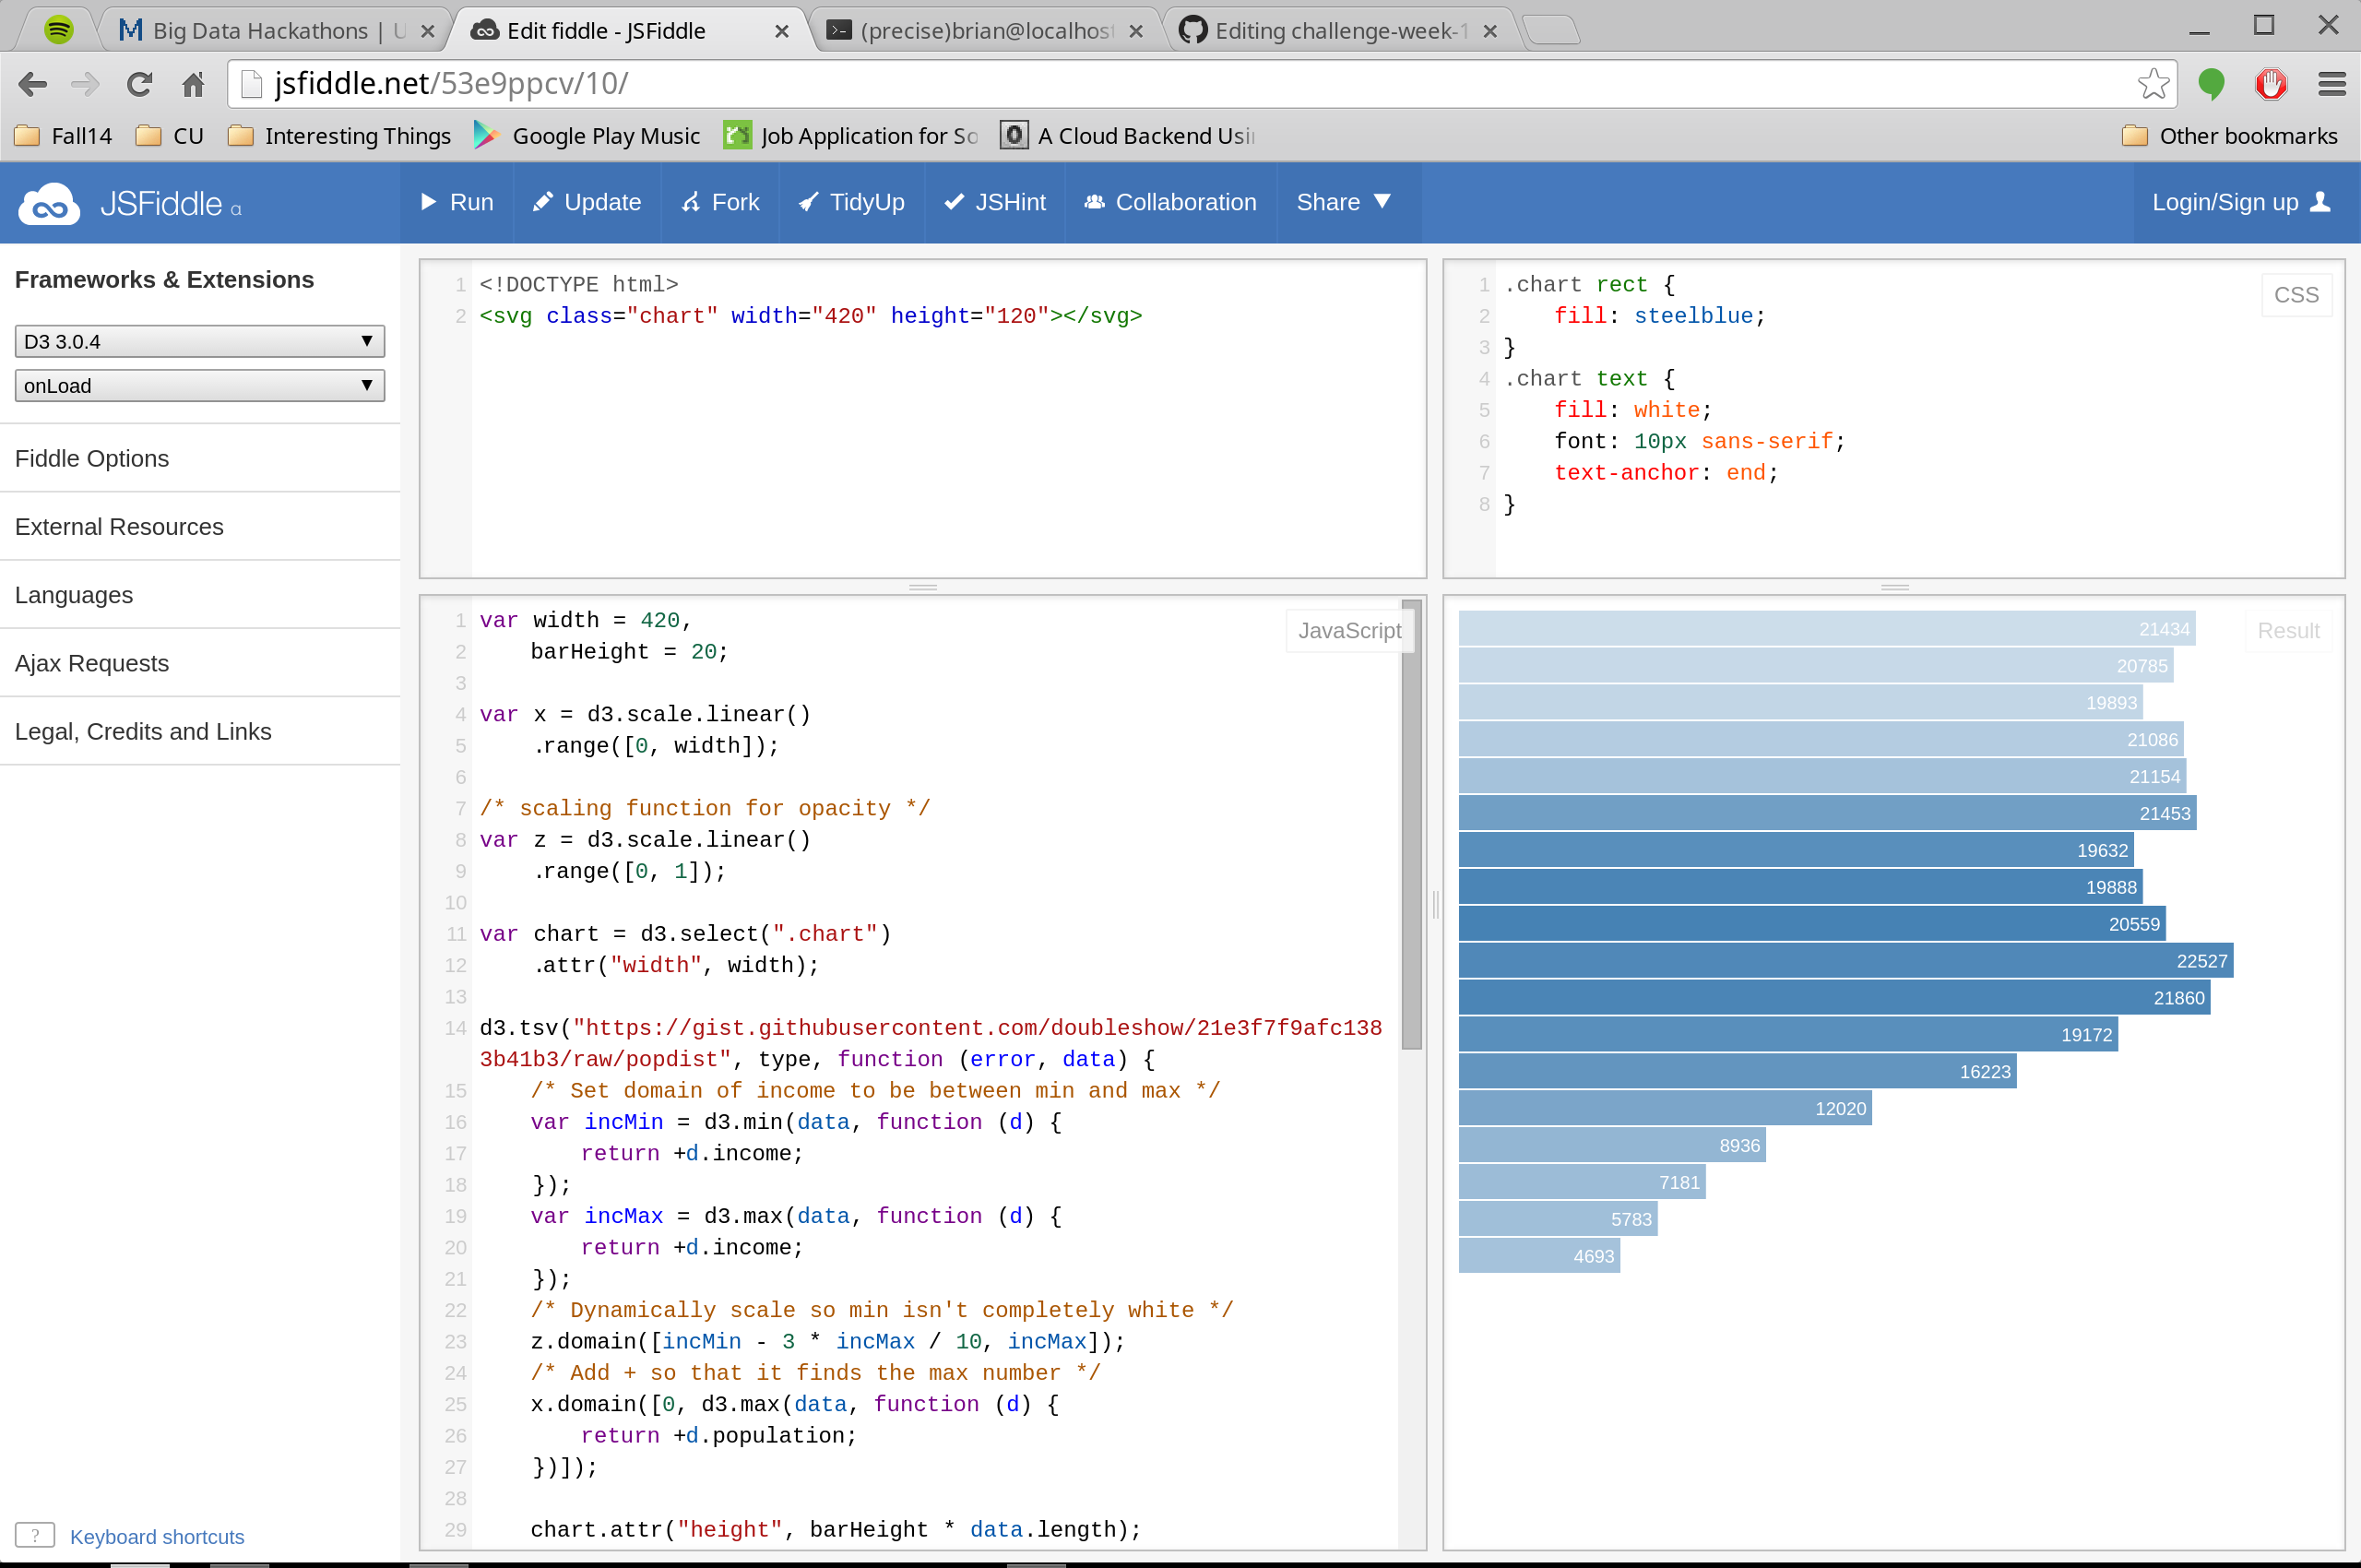 Big Data Hackathons | U
Edit fiddle - JSFiddle
(precise)brian@localhos
Editing challenge-week-1
jsfiddle.net/53e9ppcv/10/
Fall14
CU
Interesting Things
Google Play Music
Job Application for So
A Cloud Backend Usi
Other bookmarks
JSFiddle α
Run
Update
Fork
TidyUp
JSHint
Collaboration
Share ▼
Login/Sign up
Frameworks & Extensions
D3 3.0.4
onLoad
Fiddle Options
External Resources
Languages
Ajax Requests
Legal, Credits and Links
? Keyboard shortcuts
1 <!DOCTYPE html>
2 <svg class="chart" width="420" height="120"></svg>
CSS
1 .chart rect {
2 fill: steelblue;
3 }
4 .chart text {
5 fill: white;
6 font: 10px sans-serif;
7 text-anchor: end;
8 }
JavaScript
1 var width = 420,
2 barHeight = 20;
3
4 var x = d3.scale.linear()
5 .range([0, width]);
6
7 /* scaling function for opacity */
8 var z = d3.scale.linear()
9 .range([0, 1]);
10
11 var chart = d3.select(".chart")
12 .attr("width", width);
13
14 d3.tsv("https://gist.githubusercontent.com/doubleshow/21e3f7f9afc138
3b41b3/raw/popdist", type, function (error, data) {
15 /* Set domain of income to be between min and max */
16 var incMin = d3.min(data, function (d) {
17 return +d.income;
18 });
19 var incMax = d3.max(data, function (d) {
20 return +d.income;
21 });
22 /* Dynamically scale so min isn't completely white */
23 z.domain([incMin - 3 * incMax / 10, incMax]);
24 /* Add + so that it finds the max number */
25 x.domain([0, d3.max(data, function (d) {
26 return +d.population;
27 })]);
28
29 chart.attr("height", barHeight * data.length);
Result
21434
20785
19893
21086
21154
21453
19632
19888
20559
22527
21860
19172
16223
12020
8936
7181
5783
4693